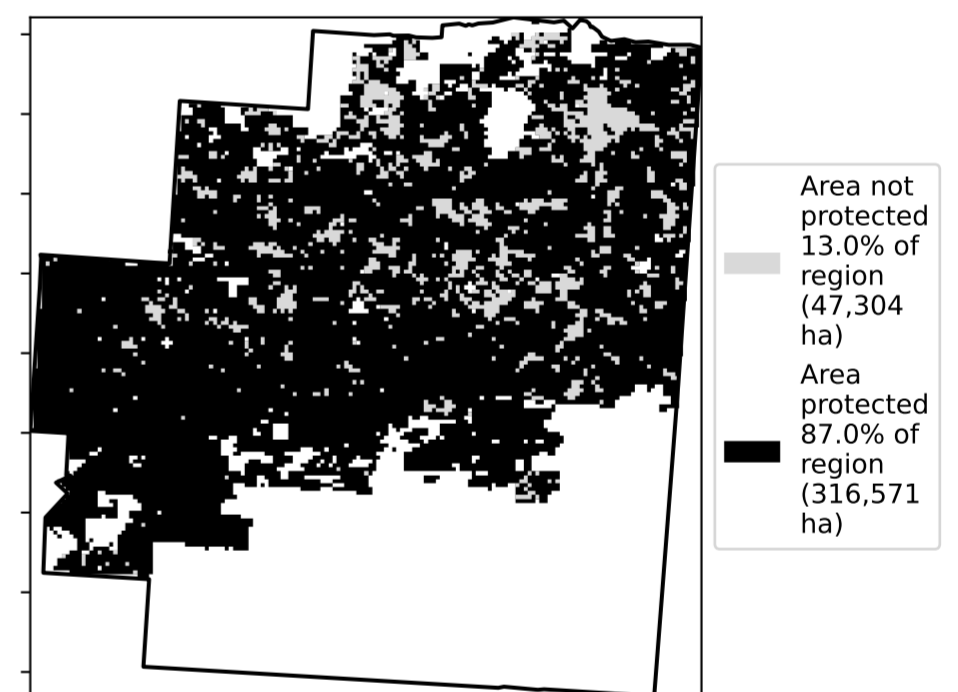 Area not
protected
13.0% of
region
(47,304
ha)
Area
protected
87.0% of
region
(316,571
ha)